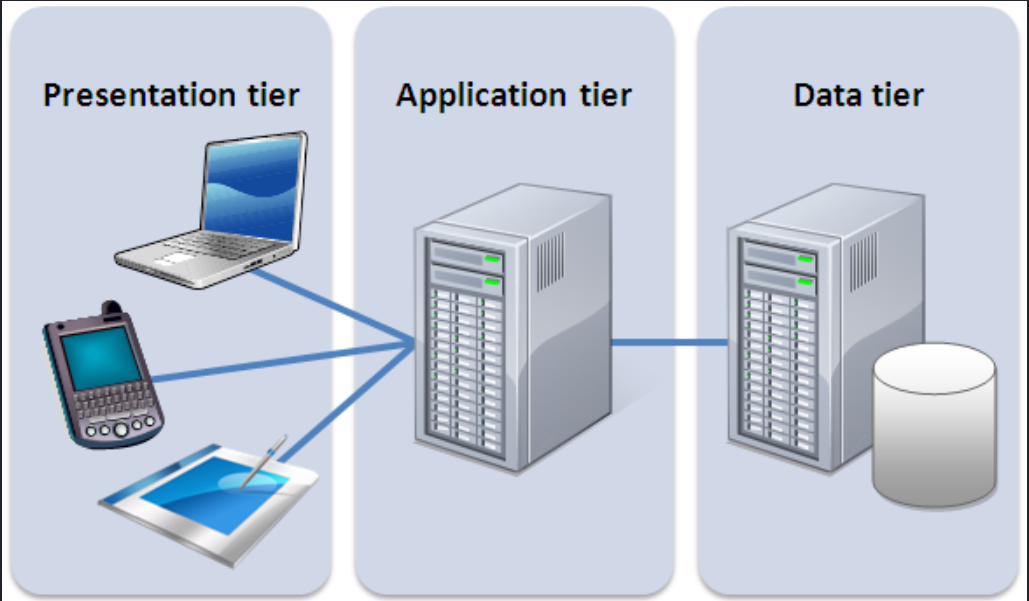 Presentation tier
Application tier
Data tier